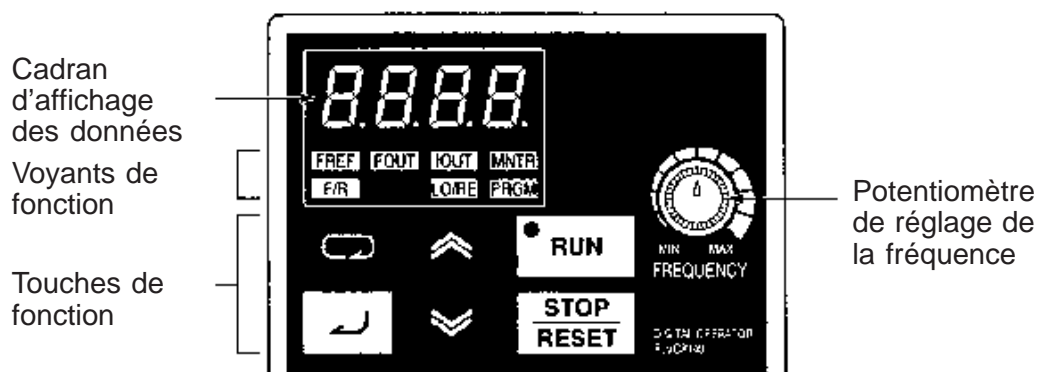 Cadran
d'affichage
des données
Voyants de
fonction
Touches de
fonction
8.8.8.8.
FREF FOUT IOUT MNTR
F/R LO/RE PRGM
RUN
STOP
RESET
MIN MAX
FREQUENCY
DIGITAL OPERATOR
Potentiomètre
de réglage de
la fréquence